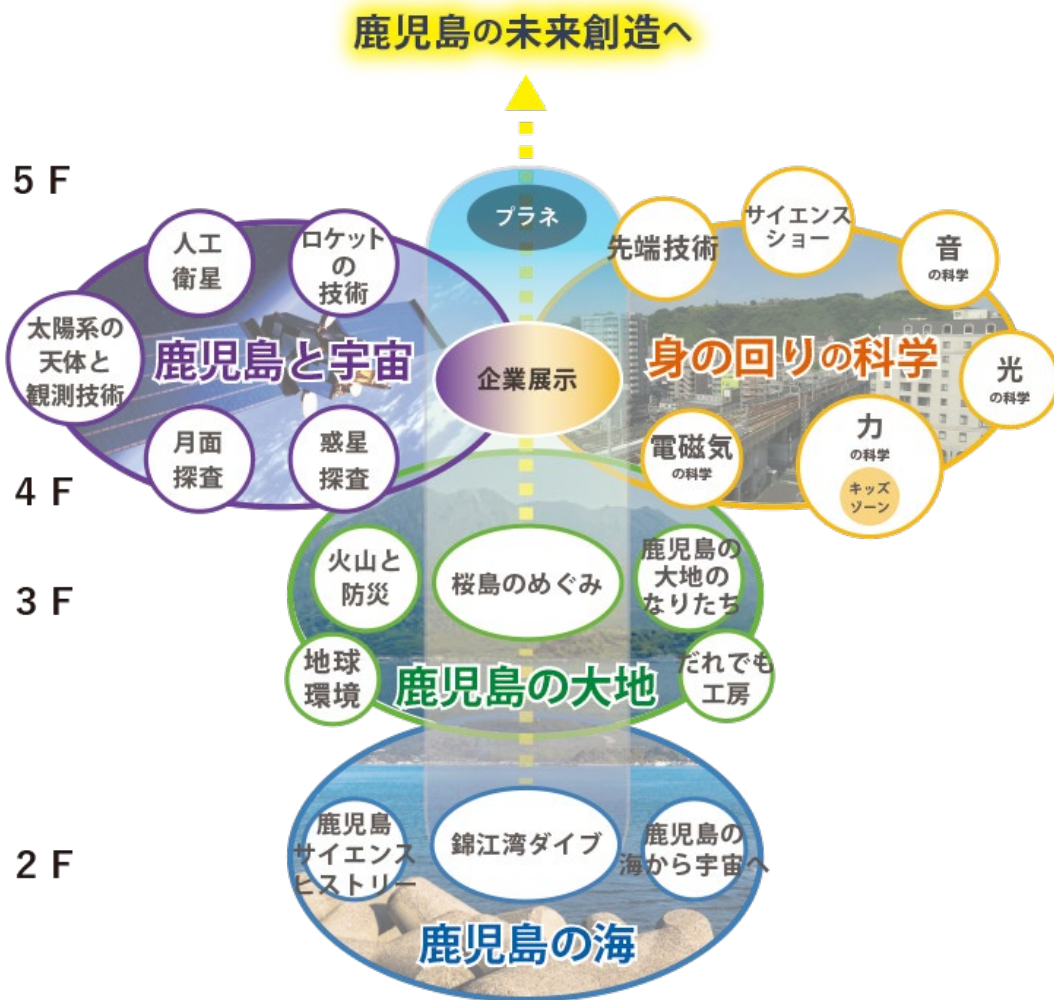 鹿児島の未来創造へ
5 F
プラネ
人工
衛星
ロケット
の
技術
太陽系の
天体と
観測技術
鹿児島と宇宙
月面
探査
惑星
探査
企業展示
先端技術
サイエンス
ショー
音
の科学
身の回りの科学
光
の科学
電磁気
の科学
力
の科学
キッズ
ゾーン
4 F
3 F
火山と
防災
桜島のめぐみ
鹿児島の
大地の
なりたち
地球
環境
鹿児島の大地
だれでも
工房
2 F
鹿児島
サイエンス
ヒストリー
錦江湾ダイブ
鹿児島の
海から宇宙へ
鹿児島の海